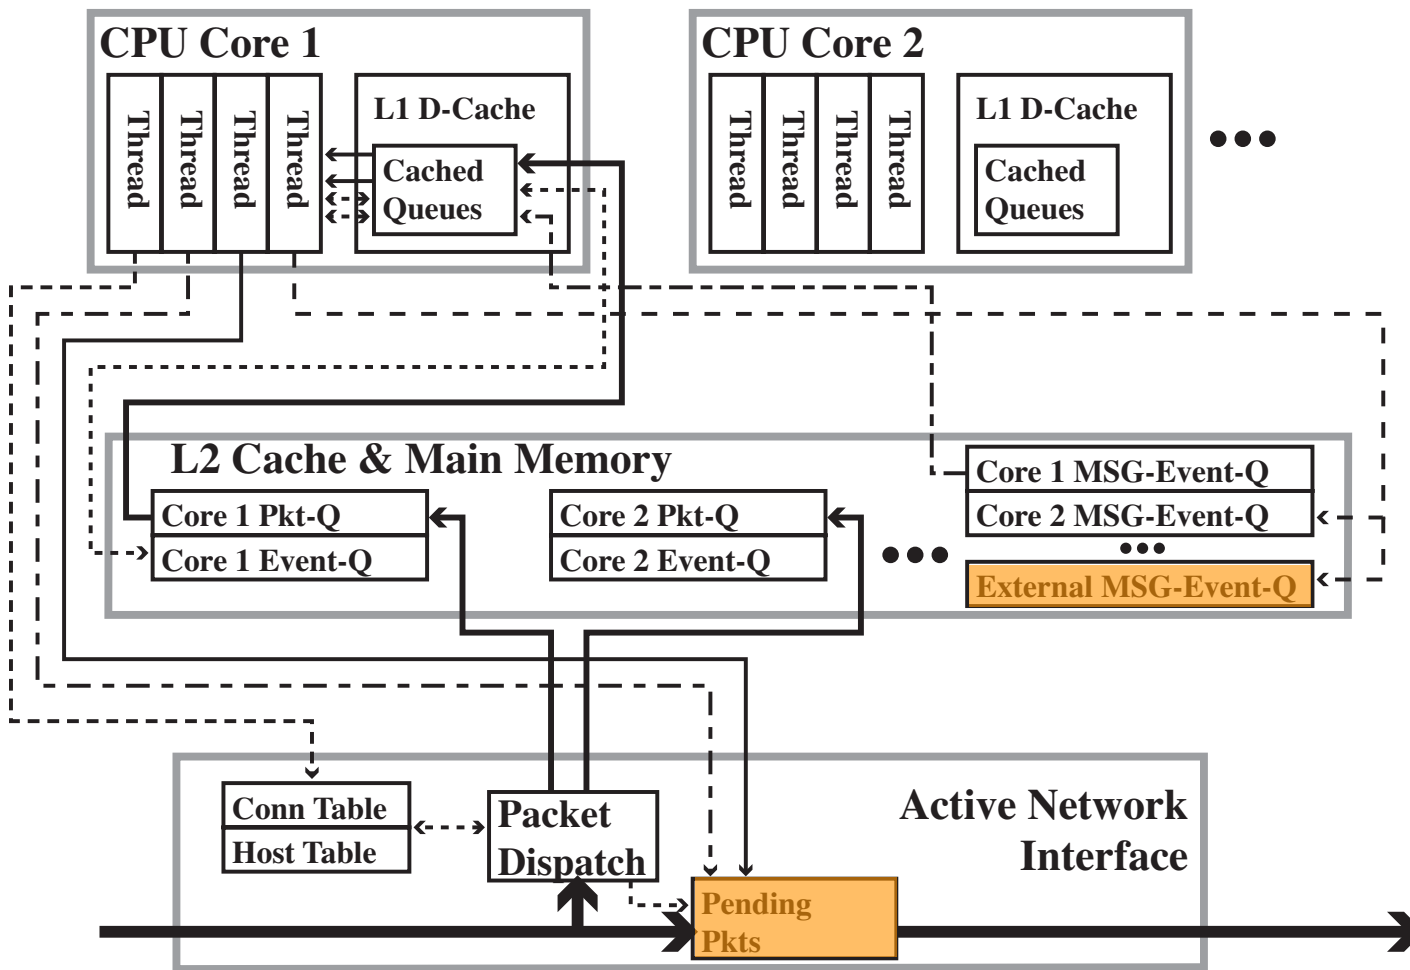 CPU Core 1
Thread
Thread
Thread
Thread
L1 D-Cache
Cached
Queues
CPU Core 2
Thread
Thread
Thread
Thread
L1 D-Cache
Cached
Queues
L2 Cache & Main Memory
Core 1 Pkt-Q
Core 1 Event-Q
Core 2 Pkt-Q
Core 2 Event-Q
Core 1 MSG-Event-Q
Core 2 MSG-Event-Q
External MSG-Event-Q
Conn Table
Host Table
Packet
Dispatch
Pending
Pkts
Active Network
Interface